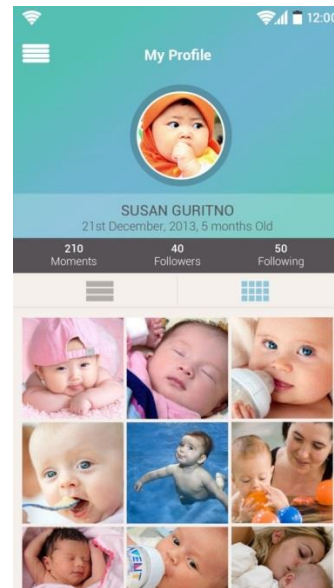 12:00
My Profile
SUSAN GURITNO
21st December, 2013, 5 months Old
210 40 50
Moments Followers Following